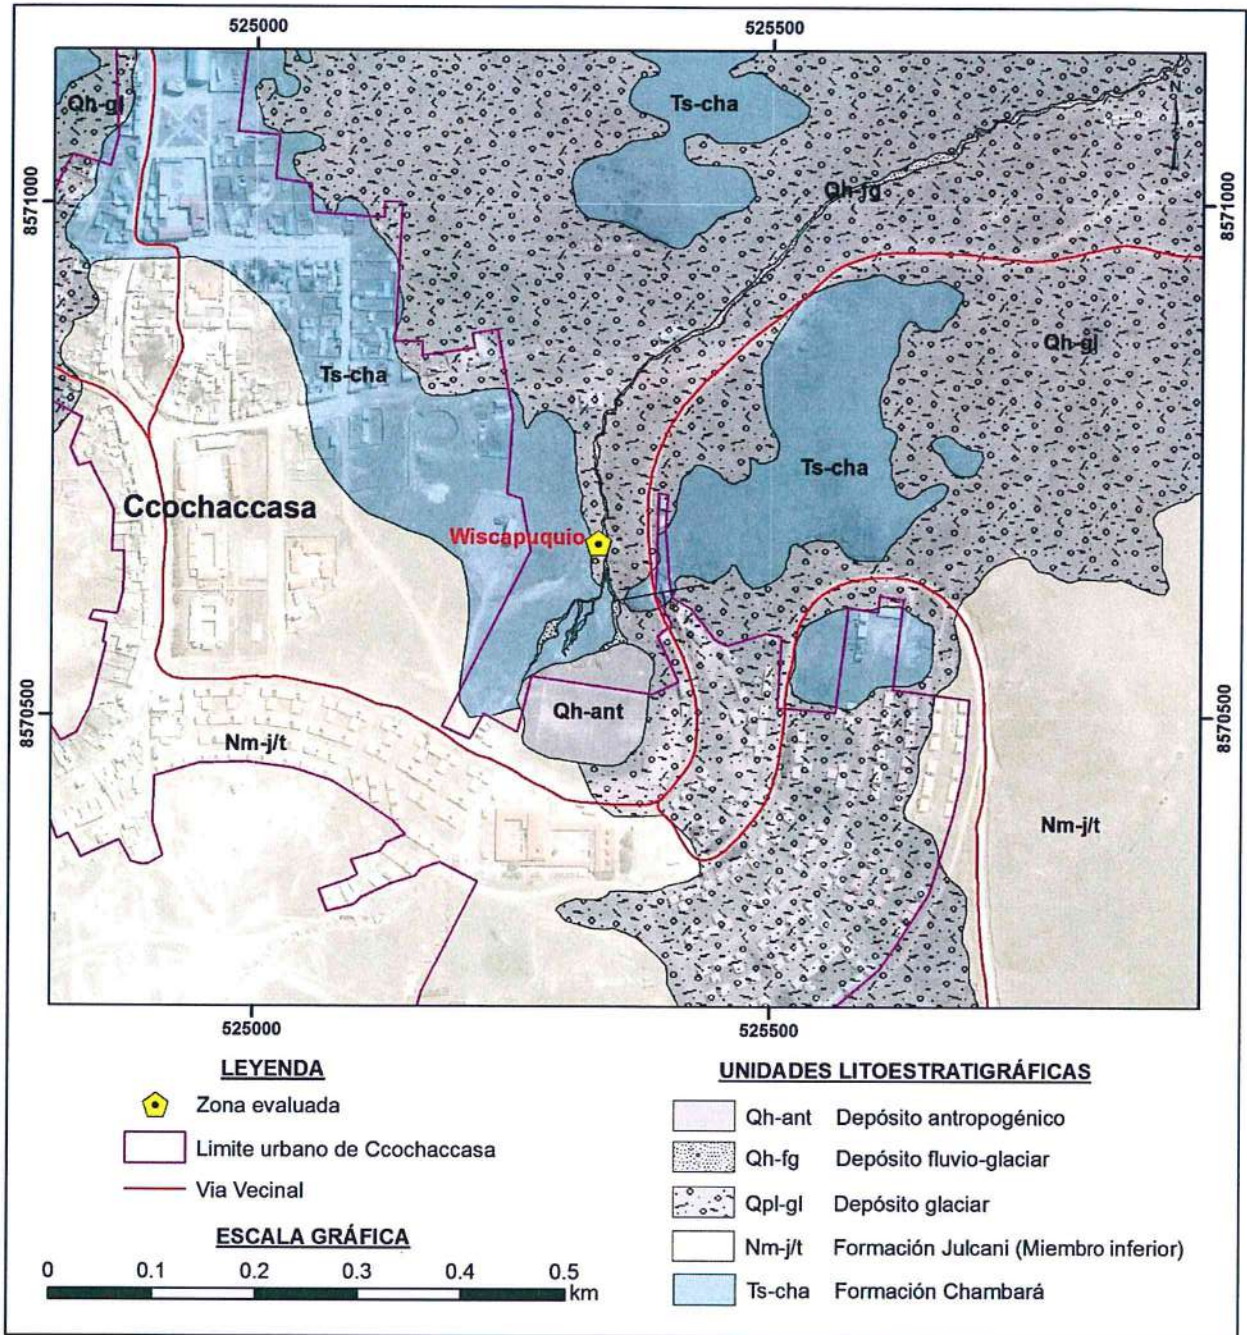 525000
525500
N
Qh-gl
Ts-cha
Qh-fg
8571000
8571000
Qh-gl
Ts-cha
Ts-cha
Ccochaccasa
Wiscapuquio
8570500
8570500
Qh-ant
Nm-j/t
Nm-j/t
525000
525500
LEYENDA
Zona evaluada
Limite urbano de Ccochaccasa
Via Vecinal
ESCALA GRÁFICA
0 0.1 0.2 0.3 0.4 0.5
km
UNIDADES LITOESTRATIGRÁFICAS
Qh-ant Depósito antropogénico
Qh-fg Depósito fluvio-glaciar
Qpl-gl Depósito glaciar
Nm-j/t Formación Julcani (Miembro inferior)
Ts-cha Formación Chambará